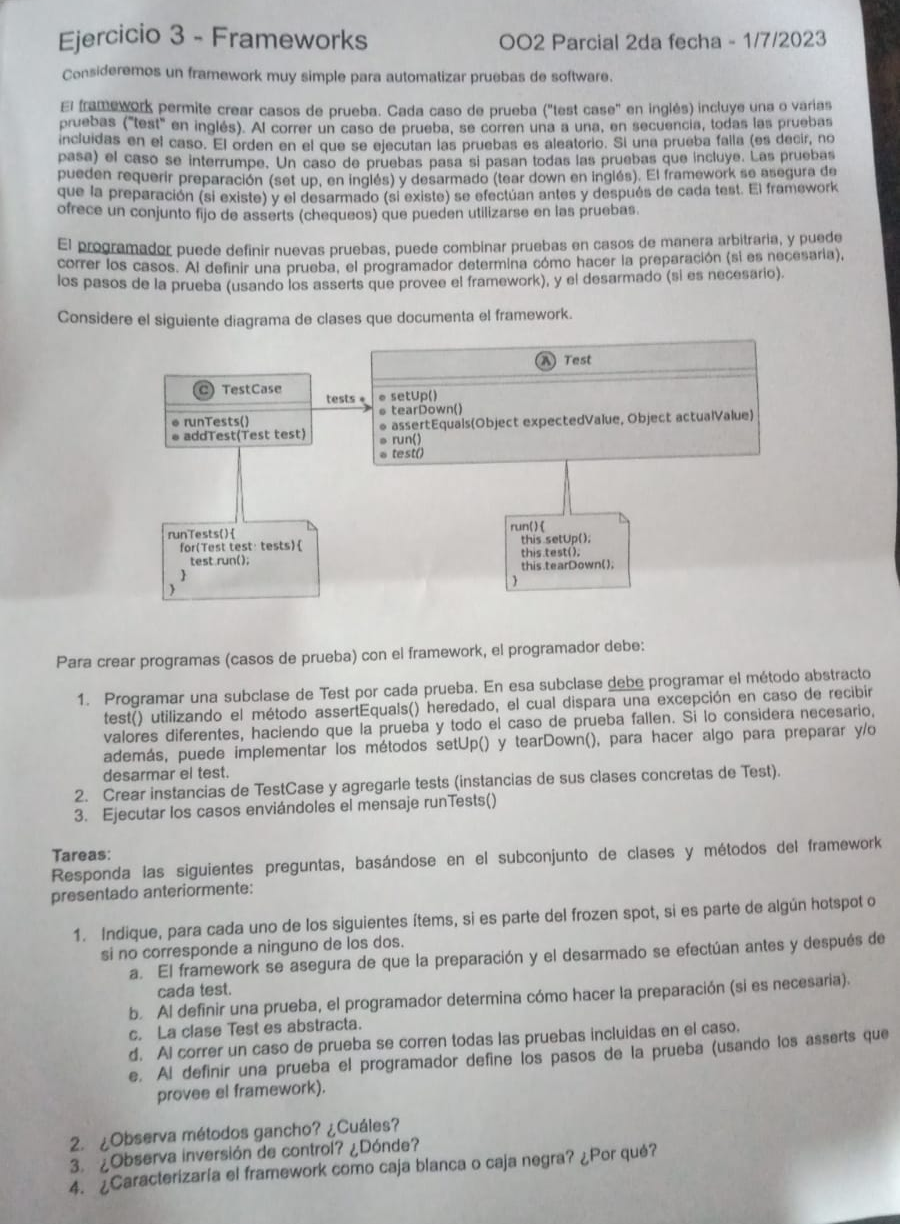 Ejercicio 3 - Frameworks
OO2 Parcial 2da fecha - 1/7/2023
Consideremos un framework muy simple para automatizar pruebas de software.
El framework permite crear casos de prueba. Cada caso de prueba ("test case" en inglés) incluye una o varias
pruebas ("test" en inglés). Al correr un caso de prueba, se corren una a una, en secuencia, todas las pruebas
incluidas en el caso. El orden en el que se ejecutan las pruebas es aleatorio. Si una prueba falla (es decir, no
pasa) el caso se interrumpe. Un caso de pruebas pasa si pasan todas las pruebas que incluye. Las pruebas
pueden requerir preparación (set up, en inglés) y desarmado (tear down en inglés). El framework se asegura de
que la preparación (si existe) y el desarmado (si existe) se efectúan antes y después de cada test. El framework
ofrece un conjunto fijo de asserts (chequeos) que pueden utilizarse en las pruebas.
El programador puede definir nuevas pruebas, puede combinar pruebas en casos de manera arbitraria, y puede
correr los casos. Al definir una prueba, el programador determina cómo hacer la preparación (si es necesaria),
los pasos de la prueba (usando los asserts que provee el framework), y el desarmado (si es necesario).
Considere el siguiente diagrama de clases que documenta el framework.
C TestCase
runTests()
addTest(Test test)
tests *
A Test
setUp()
tearDown()
assertEquals(Object expectedValue, Object actualValue)
run()
test()
runTests(){
for(Test test: tests){
test.run();
}
}
run(){
this.setUp();
this.test();
this.tearDown();
}
Para crear programas (casos de prueba) con el framework, el programador debe:
1. Programar una subclase de Test por cada prueba. En esa subclase debe programar el método abstracto
test() utilizando el método assertEquals() heredado, el cual dispara una excepción en caso de recibir
valores diferentes, haciendo que la prueba y todo el caso de prueba fallen. Si lo considera necesario,
además, puede implementar los métodos setUp() y tearDown(), para hacer algo para preparar y/o
desarmar el test.
2. Crear instancias de TestCase y agregarle tests (instancias de sus clases concretas de Test).
3. Ejecutar los casos enviándoles el mensaje runTests()
Tareas:
Responda las siguientes preguntas, basándose en el subconjunto de clases y métodos del framework
presentado anteriormente:
1. Indique, para cada uno de los siguientes ítems, si es parte del frozen spot, si es parte de algún hotspot o
si no corresponde a ninguno de los dos.
a. El framework se asegura de que la preparación y el desarmado se efectúan antes y después de
cada test.
b. Al definir una prueba, el programador determina cómo hacer la preparación (si es necesaria).
c. La clase Test es abstracta.
d. Al correr un caso de prueba se corren todas las pruebas incluidas en el caso.
e. Al definir una prueba el programador define los pasos de la prueba (usando los asserts que
provee el framework).
2. ¿Observa métodos gancho? ¿Cuáles?
3. ¿Observa inversión de control? ¿Dónde?
4. ¿Caracterizaría el framework como caja blanca o caja negra? ¿Por qué?